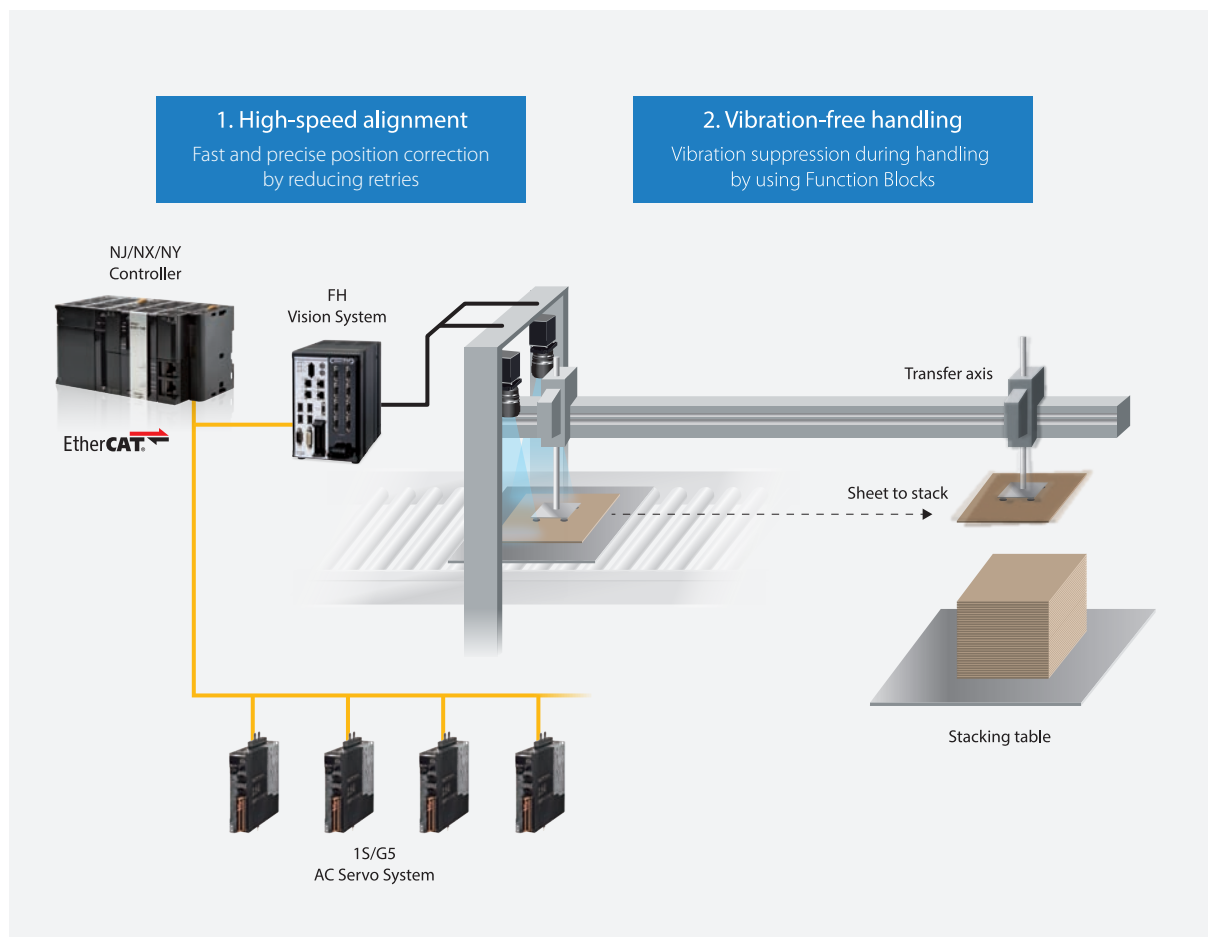 1. High-speed alignment
Fast and precise position correction
by reducing retries
2. Vibration-free handling
Vibration suppression during handling
by using Function Blocks
NJ/NX/NY
Controller
FH
Vision System
EtherCAT®
Transfer axis
Sheet to stack
Stacking table
1S/G5
AC Servo System